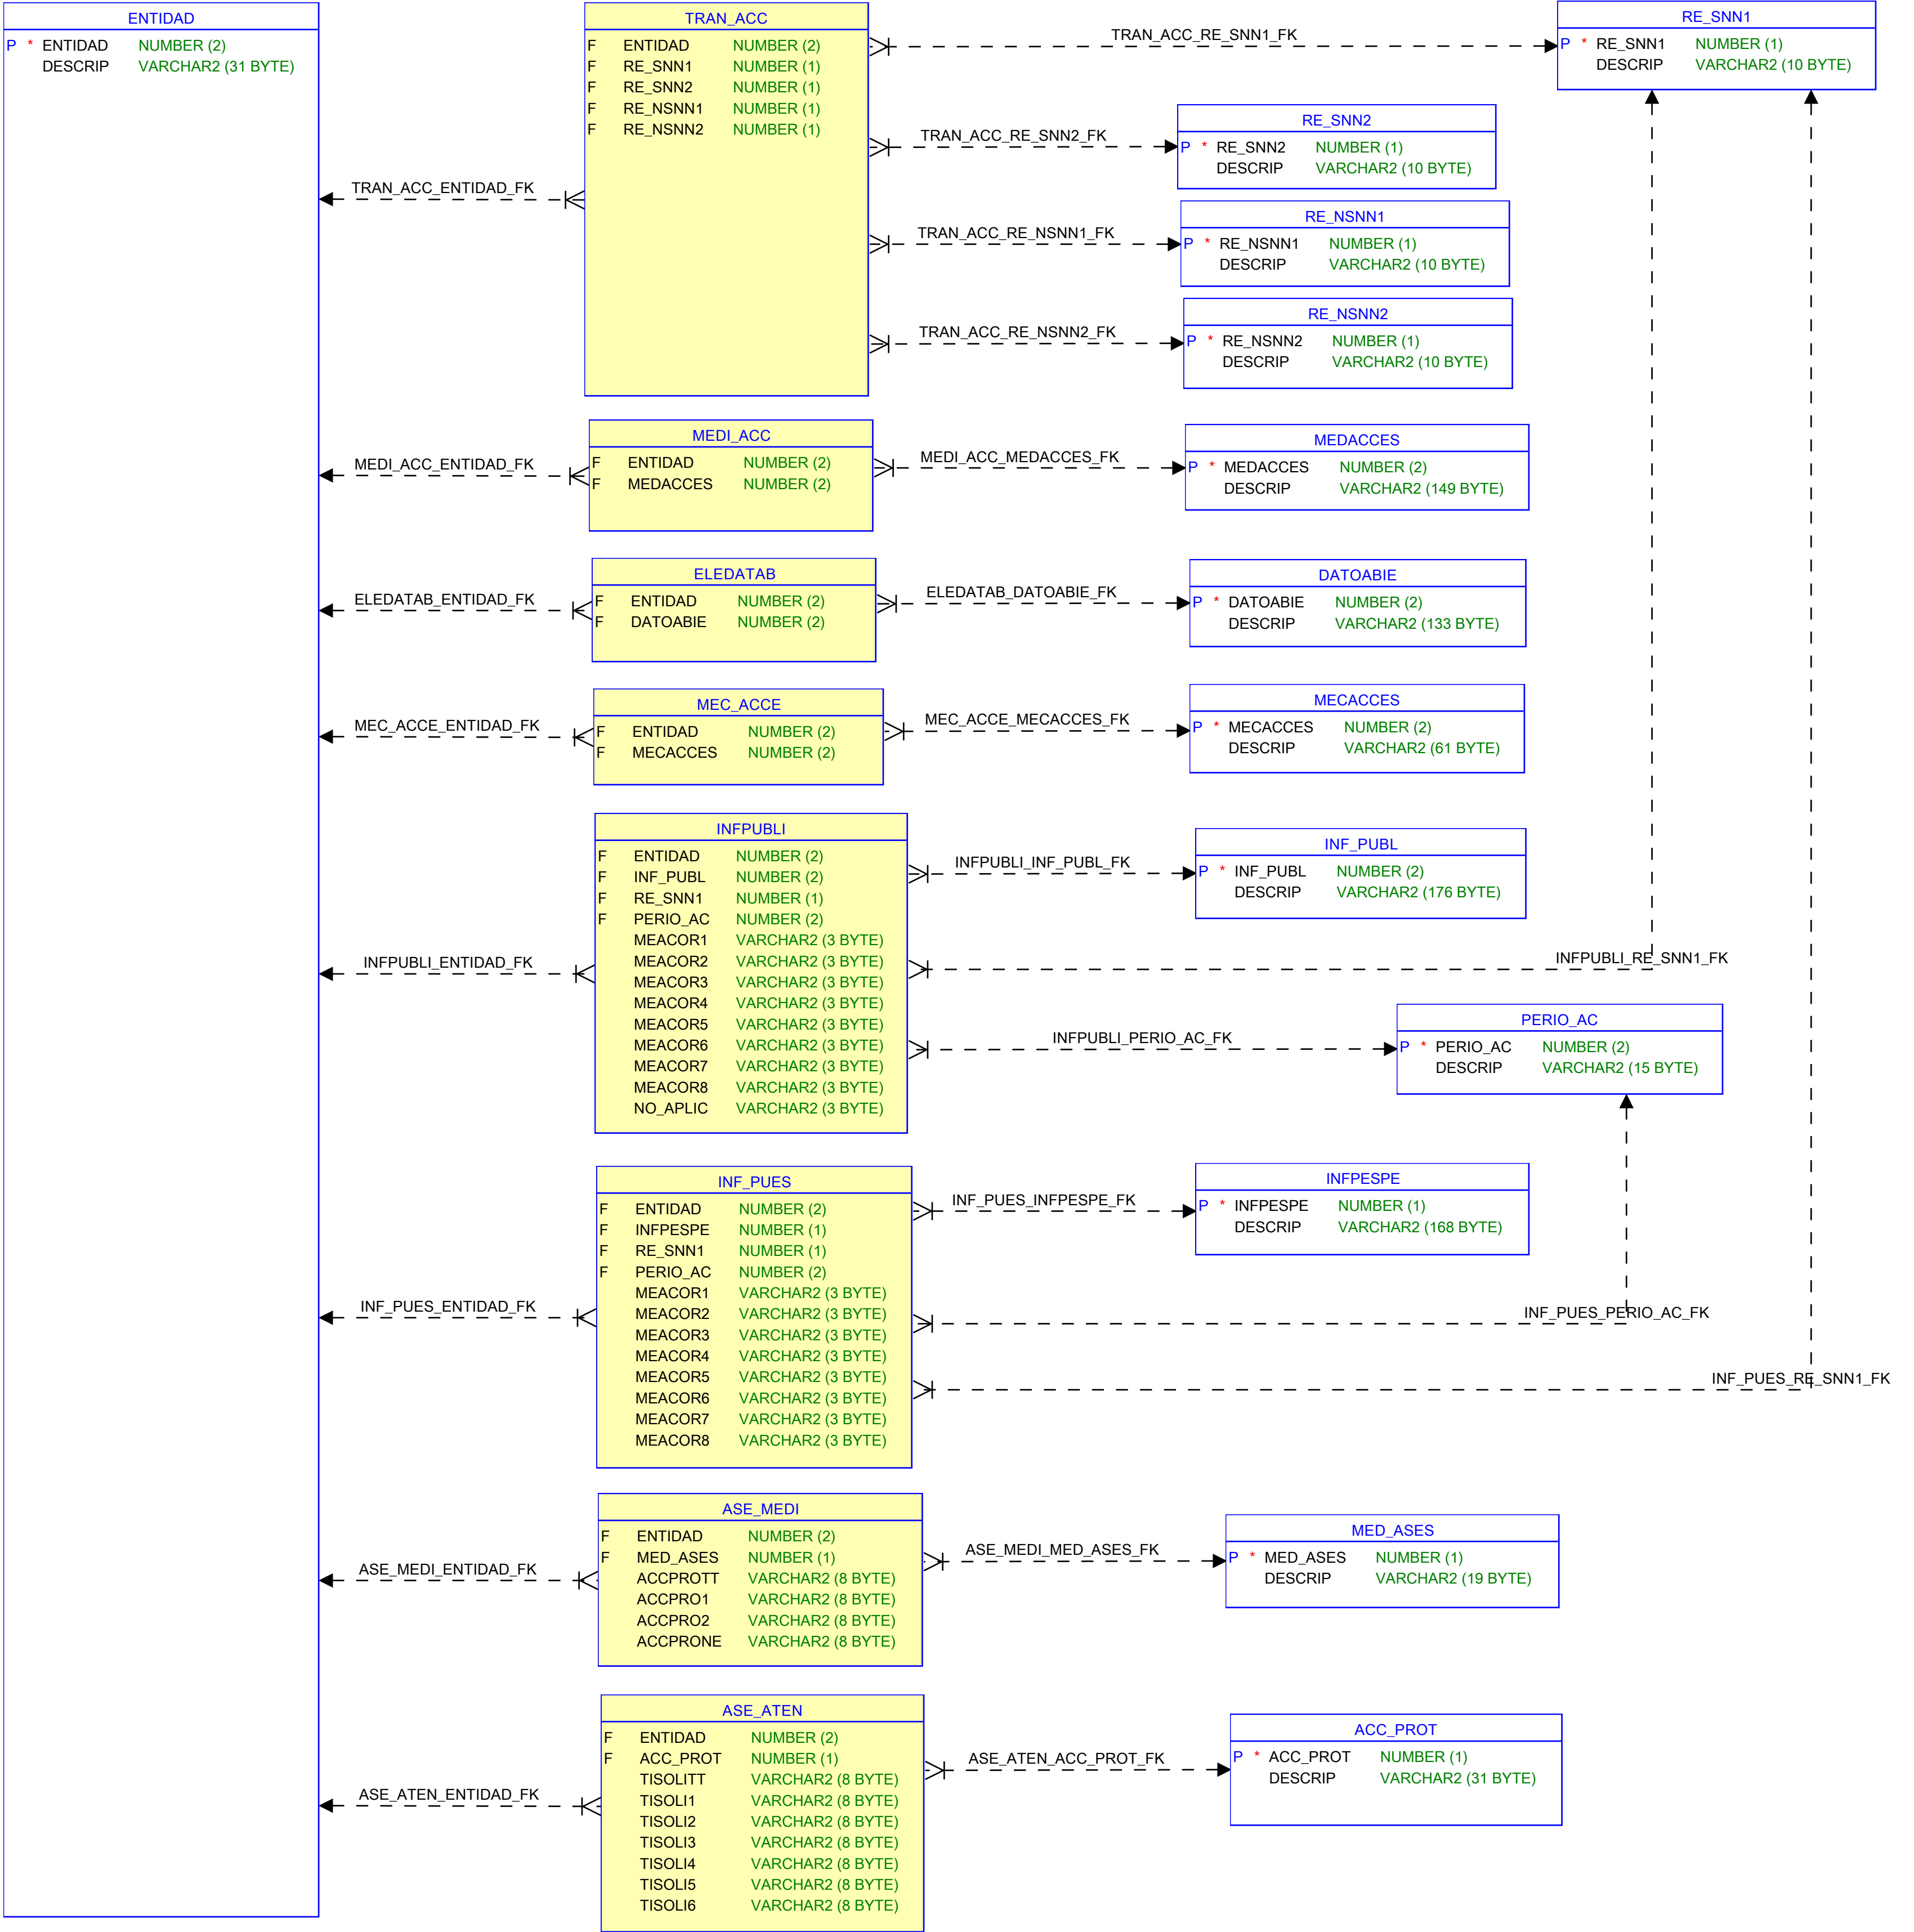 ENTIDAD
P * ENTIDAD NUMBER (2)
DESCRIP VARCHAR2 (31 BYTE)
TRAN_ACC
F ENTIDAD NUMBER (2)
F RE_SNN1 NUMBER (1)
F RE_SNN2 NUMBER (1)
F RE_NSNN1 NUMBER (1)
F RE_NSNN2 NUMBER (1)
TRAN_ACC_RE_SNN1_FK
RE_SNN1
P * RE_SNN1 NUMBER (1)
DESCRIP VARCHAR2 (10 BYTE)
TRAN_ACC_RE_SNN2_FK
RE_SNN2
P * RE_SNN2 NUMBER (1)
DESCRIP VARCHAR2 (10 BYTE)
TRAN_ACC_ENTIDAD_FK
TRAN_ACC_RE_NSNN1_FK
RE_NSNN1
P * RE_NSNN1 NUMBER (1)
DESCRIP VARCHAR2 (10 BYTE)
TRAN_ACC_RE_NSNN2_FK
RE_NSNN2
P * RE_NSNN2 NUMBER (1)
DESCRIP VARCHAR2 (10 BYTE)
MEDI_ACC_ENTIDAD_FK
MEDI_ACC
F ENTIDAD NUMBER (2)
F MEDACCES NUMBER (2)
MEDI_ACC_MEDACCES_FK
MEDACCES
P * MEDACCES NUMBER (2)
DESCRIP VARCHAR2 (149 BYTE)
ELEDATAB_ENTIDAD_FK
ELEDATAB
F ENTIDAD NUMBER (2)
F DATOABIE NUMBER (2)
ELEDATAB_DATOABIE_FK
DATOABIE
P * DATOABIE NUMBER (2)
DESCRIP VARCHAR2 (133 BYTE)
MEC_ACCE_ENTIDAD_FK
MEC_ACCE
F ENTIDAD NUMBER (2)
F MECACCES NUMBER (2)
MEC_ACCE_MECACCES_FK
MECACCES
P * MECACCES NUMBER (2)
DESCRIP VARCHAR2 (61 BYTE)
INFPUBLI_ENTIDAD_FK
INFPUBLI
F ENTIDAD NUMBER (2)
F INF_PUBL NUMBER (2)
F RE_SNN1 NUMBER (1)
F PERIO_AC NUMBER (2)
MEACOR1 VARCHAR2 (3 BYTE)
MEACOR2 VARCHAR2 (3 BYTE)
MEACOR3 VARCHAR2 (3 BYTE)
MEACOR4 VARCHAR2 (3 BYTE)
MEACOR5 VARCHAR2 (3 BYTE)
MEACOR6 VARCHAR2 (3 BYTE)
MEACOR7 VARCHAR2 (3 BYTE)
MEACOR8 VARCHAR2 (3 BYTE)
NO_APLIC VARCHAR2 (3 BYTE)
INFPUBLI_INF_PUBL_FK
INF_PUBL
P * INF_PUBL NUMBER (2)
DESCRIP VARCHAR2 (176 BYTE)
INFPUBLI_RE_SNN1_FK
INFPUBLI_PERIO_AC_FK
PERIO_AC
P * PERIO_AC NUMBER (2)
DESCRIP VARCHAR2 (15 BYTE)
INF_PUES_ENTIDAD_FK
INF_PUES
F ENTIDAD NUMBER (2)
F INFPESPE NUMBER (1)
F RE_SNN1 NUMBER (1)
F PERIO_AC NUMBER (2)
MEACOR1 VARCHAR2 (3 BYTE)
MEACOR2 VARCHAR2 (3 BYTE)
MEACOR3 VARCHAR2 (3 BYTE)
MEACOR4 VARCHAR2 (3 BYTE)
MEACOR5 VARCHAR2 (3 BYTE)
MEACOR6 VARCHAR2 (3 BYTE)
MEACOR7 VARCHAR2 (3 BYTE)
MEACOR8 VARCHAR2 (3 BYTE)
INF_PUES_INFPESPE_FK
INFPESPE
P * INFPESPE NUMBER (1)
DESCRIP VARCHAR2 (168 BYTE)
INF_PUES_PERIO_AC_FK
INF_PUES_RE_SNN1_FK
ASE_MEDI_ENTIDAD_FK
ASE_MEDI
F ENTIDAD NUMBER (2)
F MED_ASES NUMBER (1)
ACCPROTT VARCHAR2 (8 BYTE)
ACCPRO1 VARCHAR2 (8 BYTE)
ACCPRO2 VARCHAR2 (8 BYTE)
ACCPRONE VARCHAR2 (8 BYTE)
ASE_MEDI_MED_ASES_FK
MED_ASES
P * MED_ASES NUMBER (1)
DESCRIP VARCHAR2 (19 BYTE)
ASE_ATEN_ENTIDAD_FK
ASE_ATEN
F ENTIDAD NUMBER (2)
F ACC_PROT NUMBER (1)
TISOLITT VARCHAR2 (8 BYTE)
TISOLI1 VARCHAR2 (8 BYTE)
TISOLI2 VARCHAR2 (8 BYTE)
TISOLI3 VARCHAR2 (8 BYTE)
TISOLI4 VARCHAR2 (8 BYTE)
TISOLI5 VARCHAR2 (8 BYTE)
TISOLI6 VARCHAR2 (8 BYTE)
ASE_ATEN_ACC_PROT_FK
ACC_PROT
P * ACC_PROT NUMBER (1)
DESCRIP VARCHAR2 (31 BYTE)